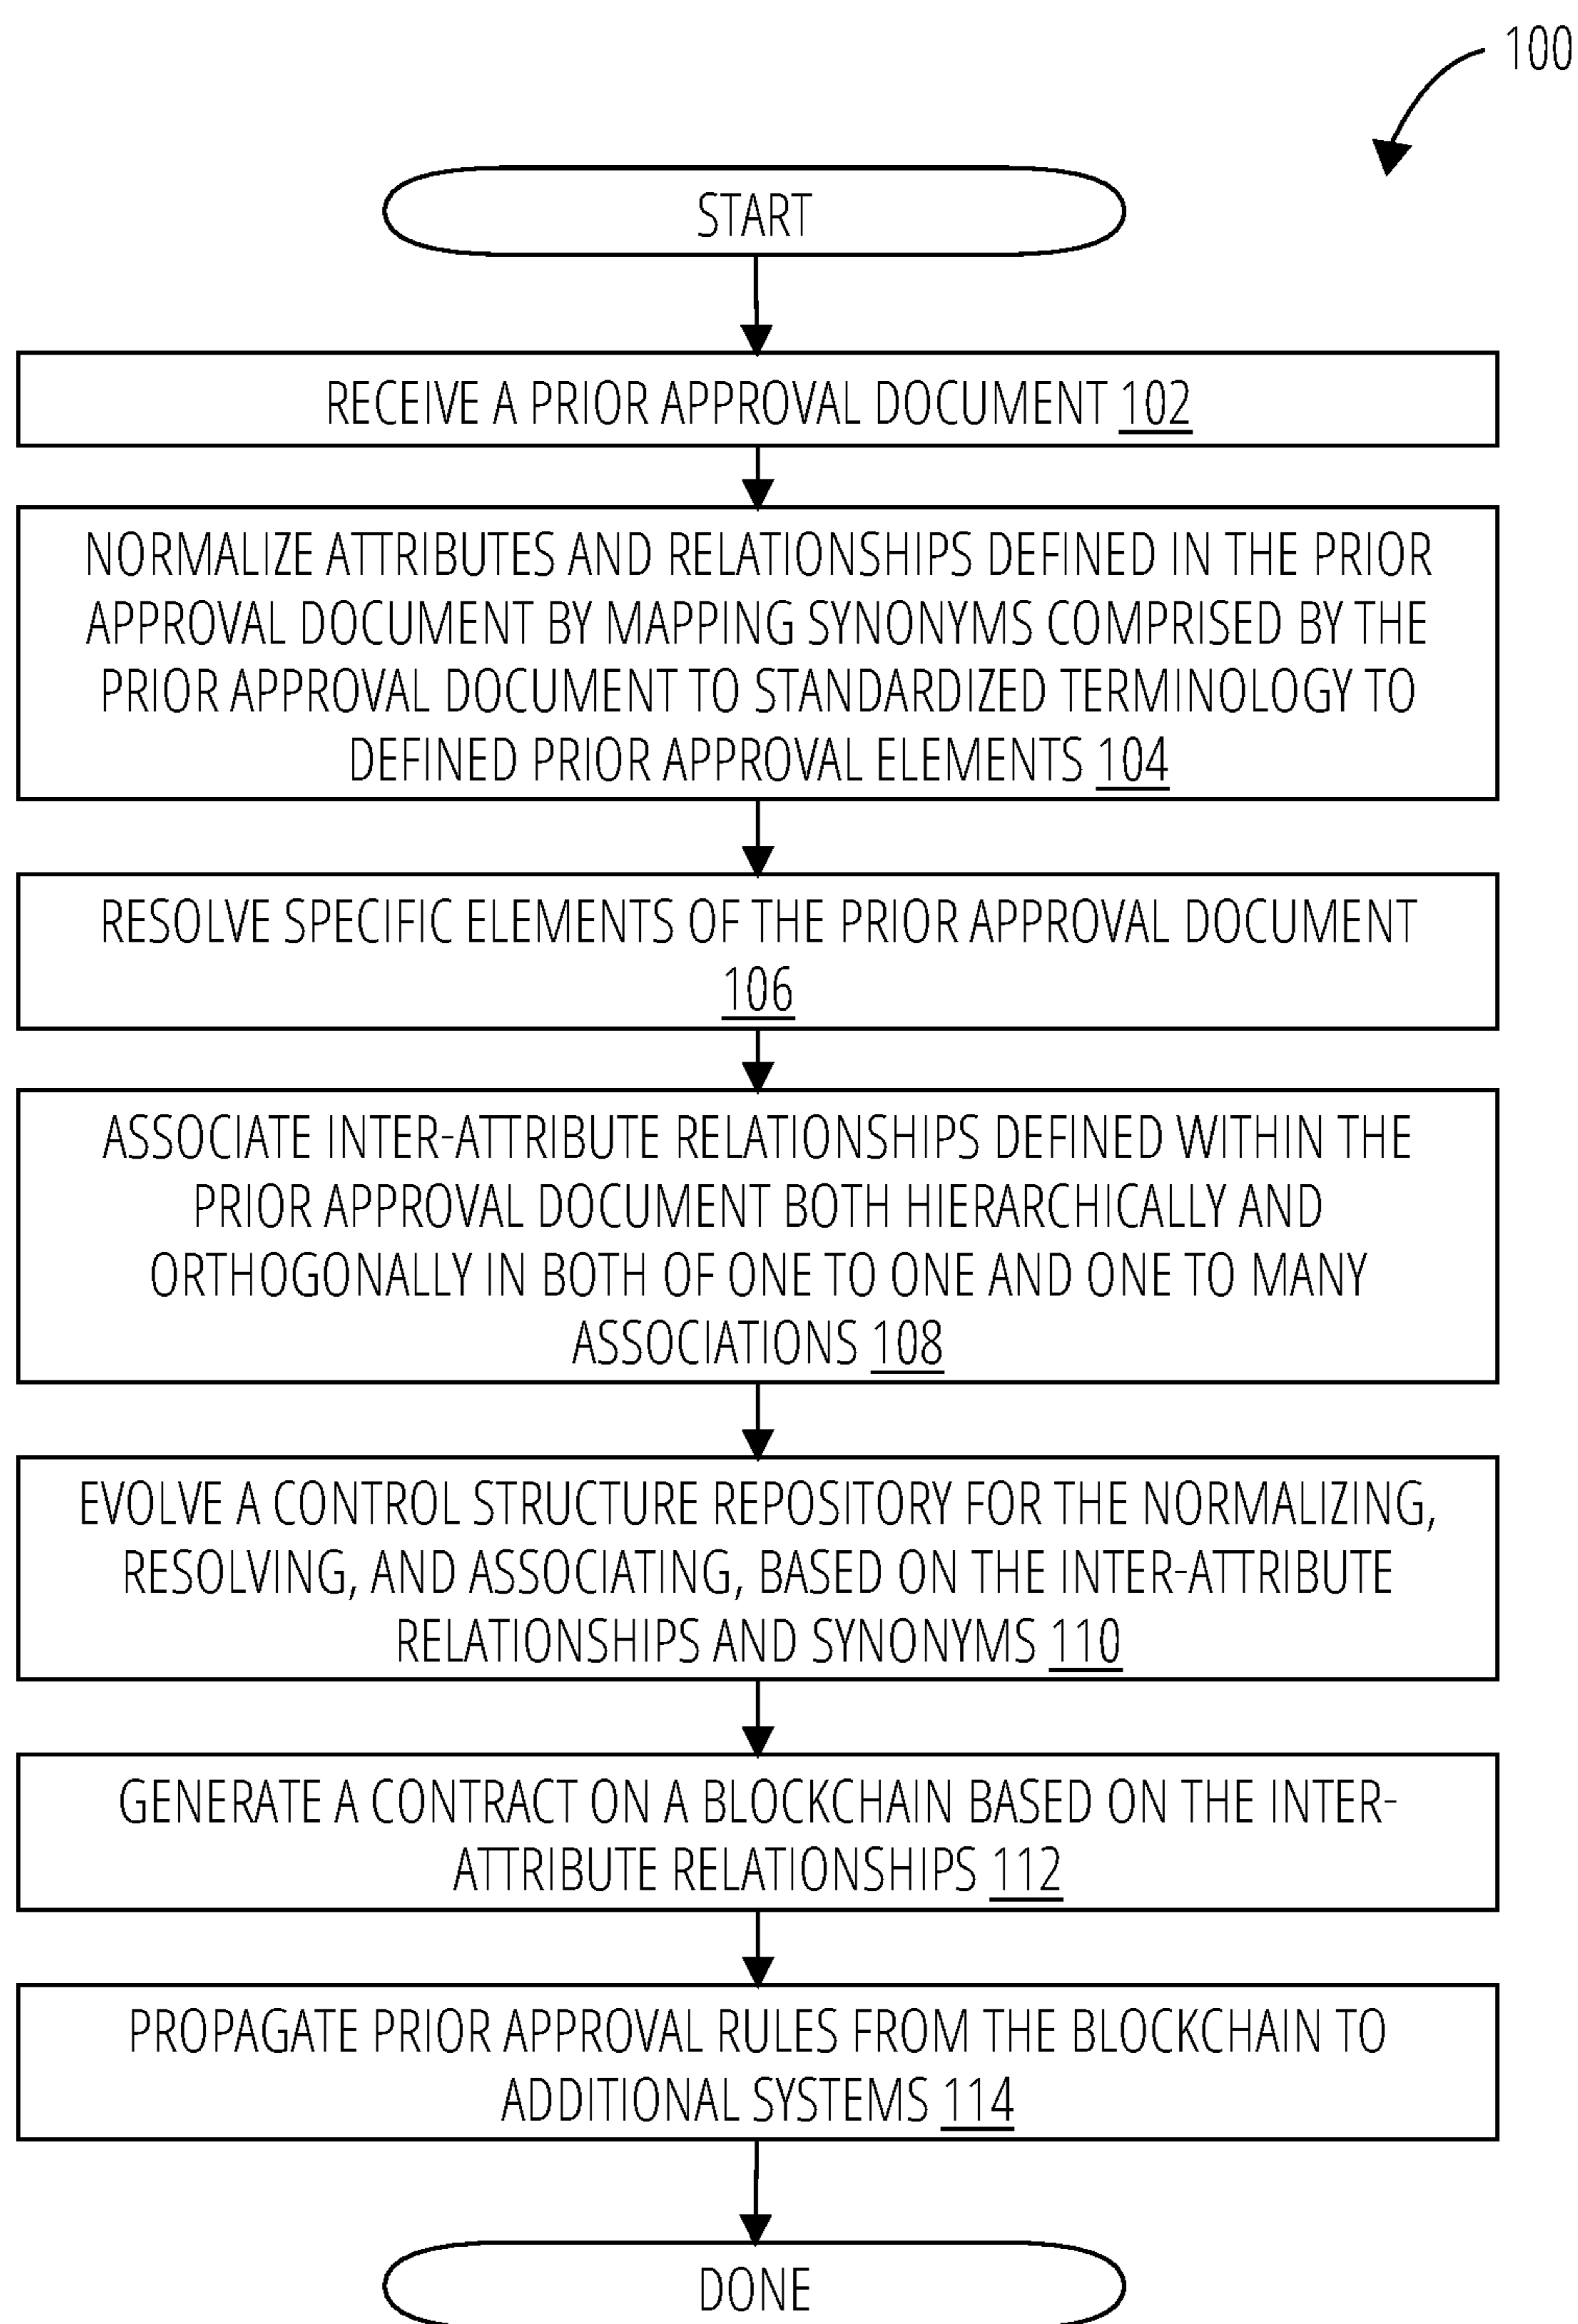 100
START
RECEIVE A PRIOR APPROVAL DOCUMENT 102
NORMALIZE ATTRIBUTES AND RELATIONSHIPS DEFINED IN THE PRIOR
APPROVAL DOCUMENT BY MAPPING SYNONYMS COMPRISED BY THE
PRIOR APPROVAL DOCUMENT TO STANDARDIZED TERMINOLOGY TO
DEFINED PRIOR APPROVAL ELEMENTS 104
RESOLVE SPECIFIC ELEMENTS OF THE PRIOR APPROVAL DOCUMENT
106
ASSOCIATE INTER-ATTRIBUTE RELATIONSHIPS DEFINED WITHIN THE
PRIOR APPROVAL DOCUMENT BOTH HIERARCHICALLY AND
ORTHOGONALLY IN BOTH OF ONE TO ONE AND ONE TO MANY
ASSOCIATIONS 108
EVOLVE A CONTROL STRUCTURE REPOSITORY FOR THE NORMALIZING,
RESOLVING, AND ASSOCIATING, BASED ON THE INTER-ATTRIBUTE
RELATIONSHIPS AND SYNONYMS 110
GENERATE A CONTRACT ON A BLOCKCHAIN BASED ON THE INTER-
ATTRIBUTE RELATIONSHIPS 112
PROPAGATE PRIOR APPROVAL RULES FROM THE BLOCKCHAIN TO
ADDITIONAL SYSTEMS 114
DONE